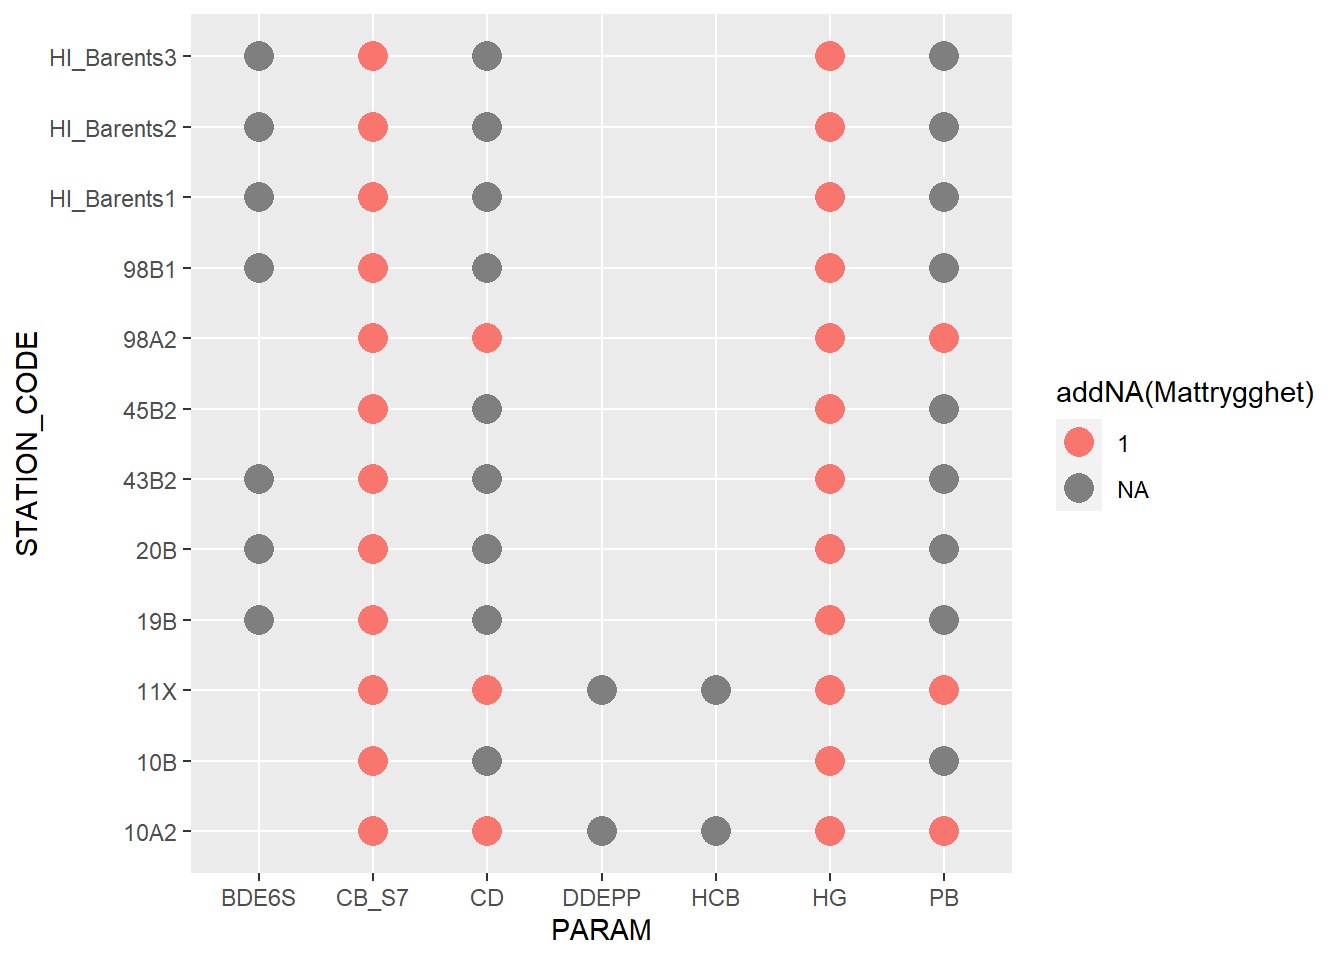 HI_Barents3
HI_Barents2
HI_Barents1
98B1
98A2
45B2
43B2
20B
19B
11X
10B
10A2
STATION_CODE
BDE6S CB_S7 CD DDEPP HCB HG PB
PARAM
addNA(Mattrygghet)
1
NA